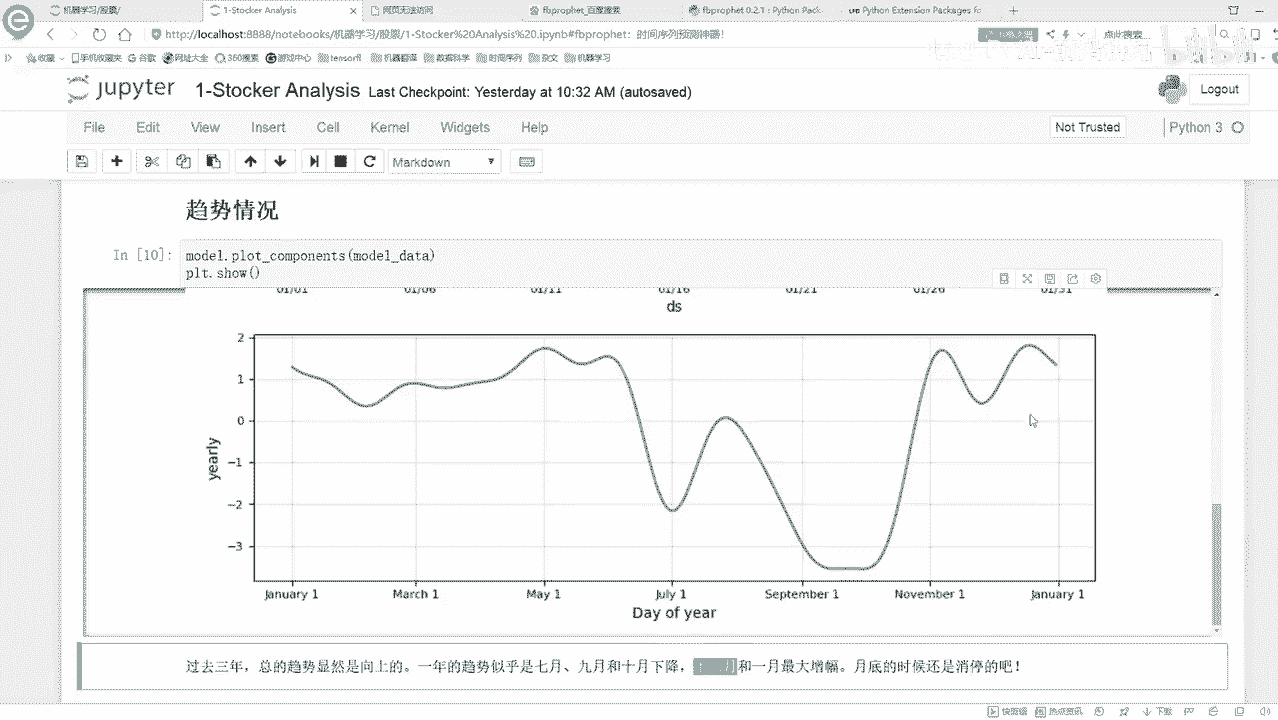 机器学习/股票/
1-Stocker Analysis
网页无法访问
fbprophet_百度搜索
fbprophet 0.2.1 : Python Pack
Python Extension Packages fo
http://localhost:8888/notebooks/机器学习/股票/1-Stocker%20Analysis%20.ipynb#fbprophet：时间序列预测神器！
点此搜索
收藏
手机收藏夹
谷歌
网址大全
360搜索
游戏中心
机器翻译
数据科学
时间序列
杂文
机器学习
jupyter
1-Stocker Analysis
Last Checkpoint: Yesterday at 10:32 AM (autosaved)
Logout
File Edit View Insert Cell Kernel Widgets Help
Not Trusted
Python 3
Markdown
趋势情况
In [10]:
model.plot_components(model_data)
plt.show()
01/01 01/06 01/11 01/16 01/21 01/26 01/31
ds
2
1
0
−1
−2
−3
yearly
January 1 March 1 May 1 July 1 September 1 November 1 January 1
Day of year
过去三年，总的趋势显然是向上的。一年的趋势似乎是七月、九月和十月下降，
和一月最大增幅。月底的时候还是消停的吧！
快剪辑
热点资讯
下载